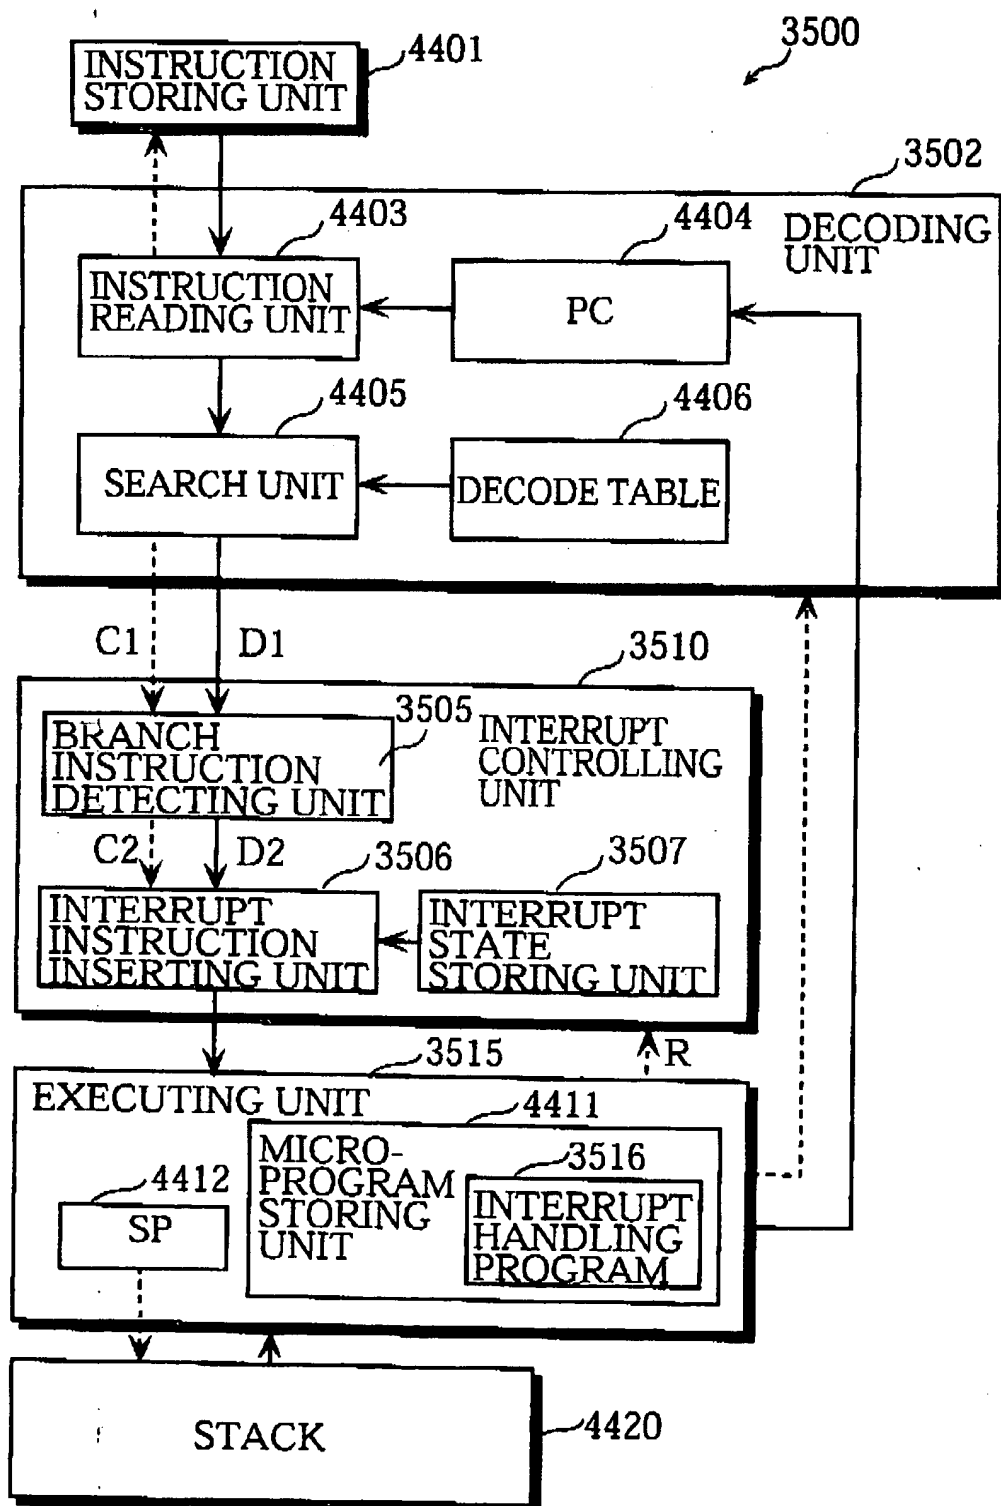 3500
4401
INSTRUCTION
STORING UNIT
3502
DECODING
UNIT
4403
INSTRUCTION
READING UNIT
4404
PC
4405
SEARCH UNIT
4406
DECODE TABLE
C1
D1
3510
INTERRUPT
CONTROLLING
UNIT
3505
BRANCH
INSTRUCTION
DETECTING UNIT
C2
D2
3506
INTERRUPT
INSTRUCTION
INSERTING UNIT
3507
INTERRUPT
STATE
STORING UNIT
R
3515
EXECUTING UNIT
4411
MICRO-
PROGRAM
STORING
UNIT
3516
INTERRUPT
HANDLING
PROGRAM
4412
SP
STACK
4420